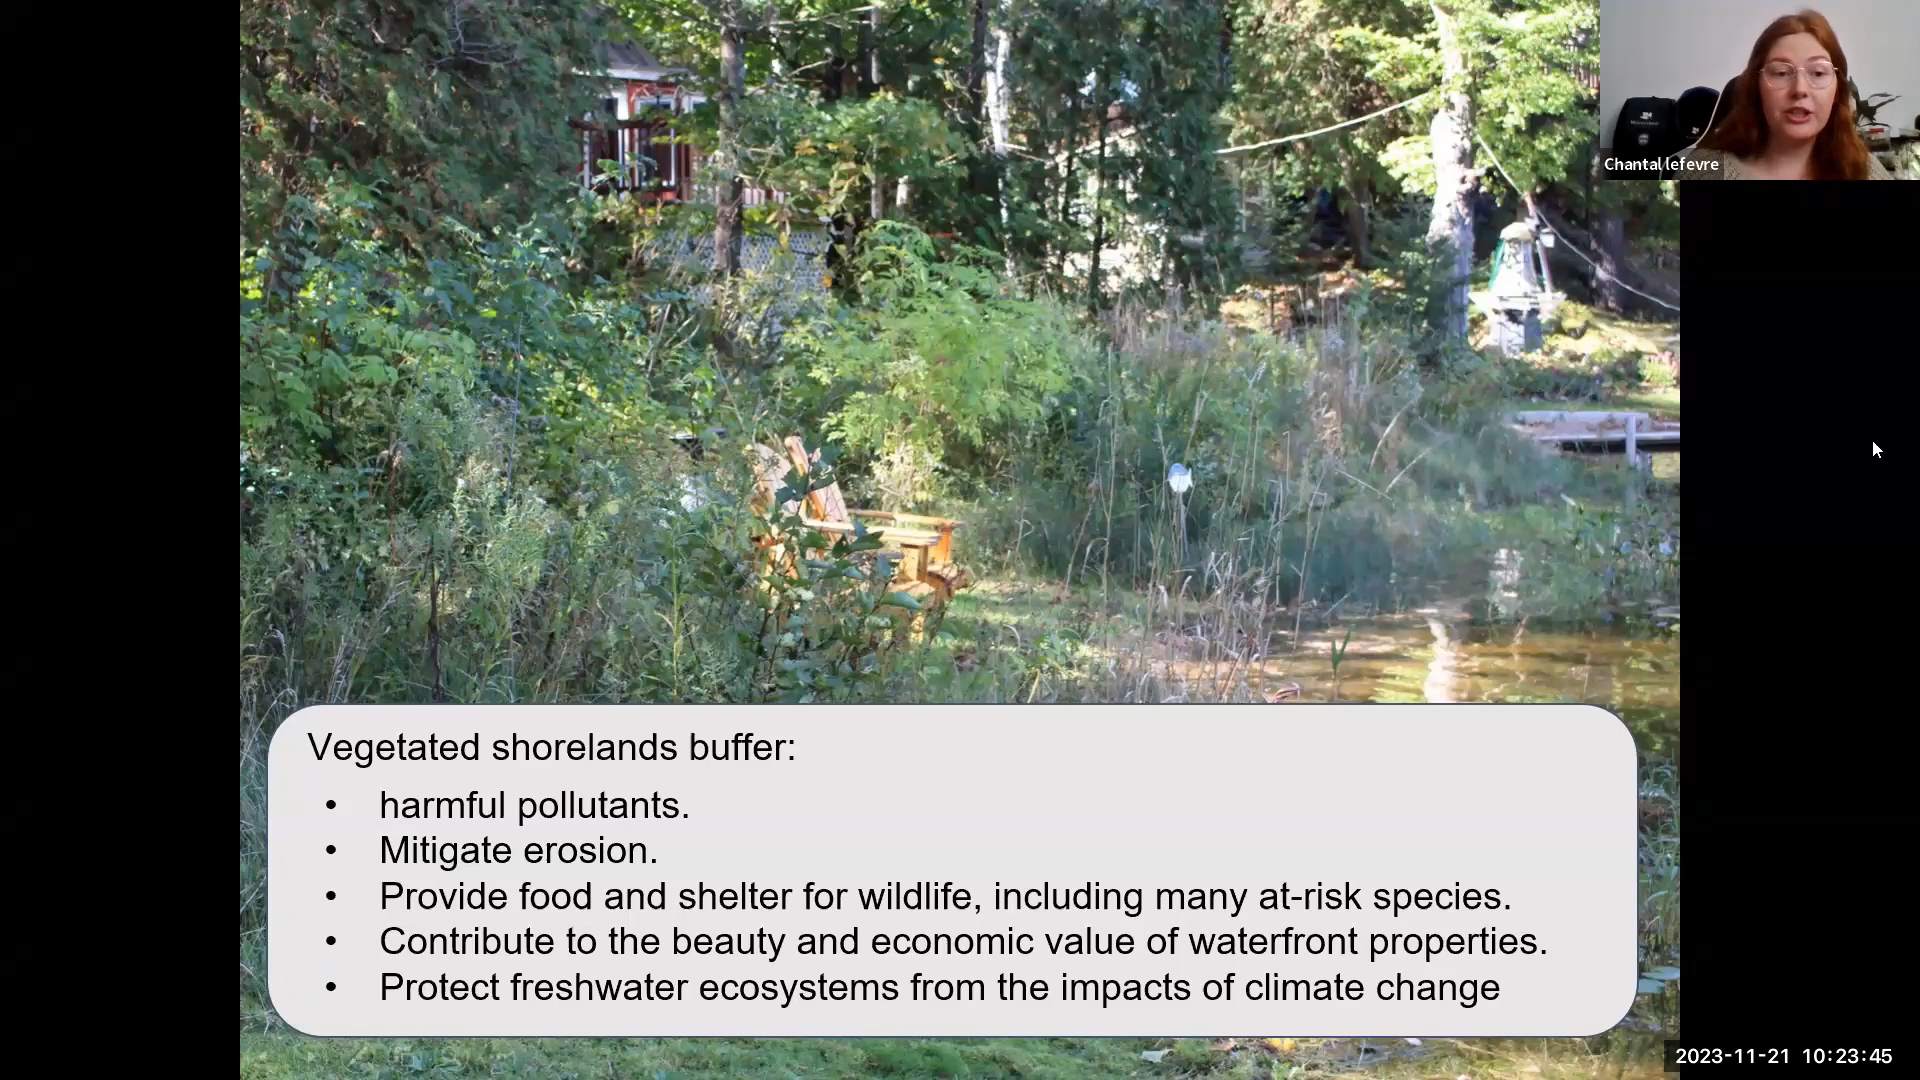 Chantal lefevre
Vegetated shorelands buffer:
• harmful pollutants.
• Mitigate erosion.
• Provide food and shelter for wildlife, including many at-risk species.
• Contribute to the beauty and economic value of waterfront properties.
• Protect freshwater ecosystems from the impacts of climate change
2023-11-21 10:23:45